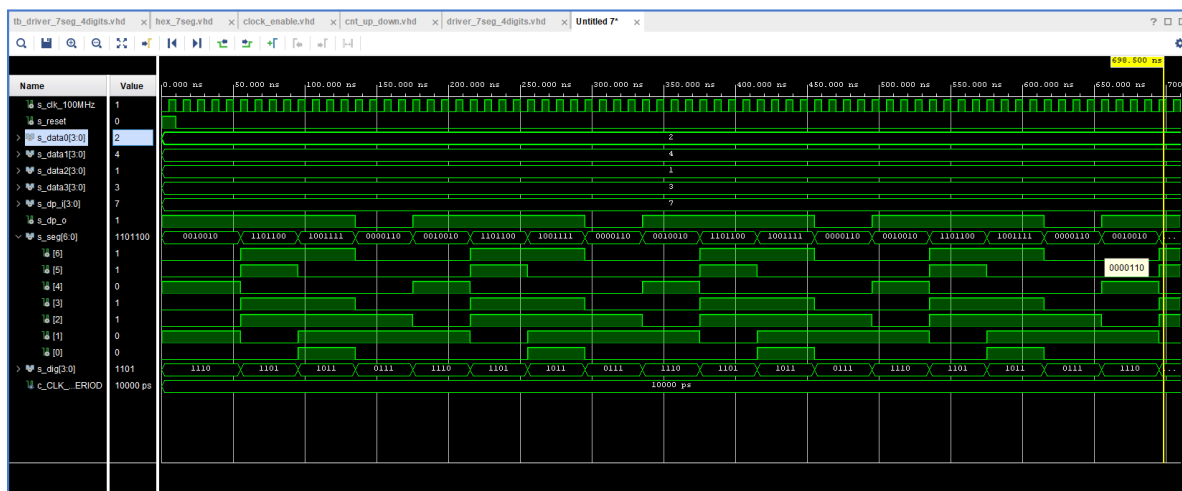 tb_driver_7seg_4digits.vhd × hex_7seg.vhd × clock_enable.vhd × cnt_up_down.vhd × driver_7seg_4digits.vhd × Untitled 7* ×
698.500 ns
Name Value 0.000 ns 50.000 ns 100.000 ns 150.000 ns 200.000 ns 250.000 ns 300.000 ns 350.000 ns 400.000 ns 450.000 ns 500.000 ns 550.000 ns 600.000 ns 650.000 ns 700
s_clk_100MHz 1
s_reset 0
s_data0[3:0] 2 2
s_data1[3:0] 4 4
s_data2[3:0] 1 1
s_data3[3:0] 3 3
s_dp_i[3:0] 7 7
s_dp_o 1
s_seg[6:0] 1101100 0010010 1101100 1001111 0000110 0010010 1101100 1001111 0000110 0010010 1101100 1001111 0000110 0010010 1101100 1001111 0000110 0010010 ...
[6] 1
[5] 1 0000110
[4] 0
[3] 1
[2] 1
[1] 0
[0] 0
s_dig[3:0] 1101 1110 1101 1011 0111 1110 1101 1011 0111 1110 1101 1011 0111 1110 1101 1011 0111 1110 ...
c_CLK_...ERIOD 10000 ps 10000 ps